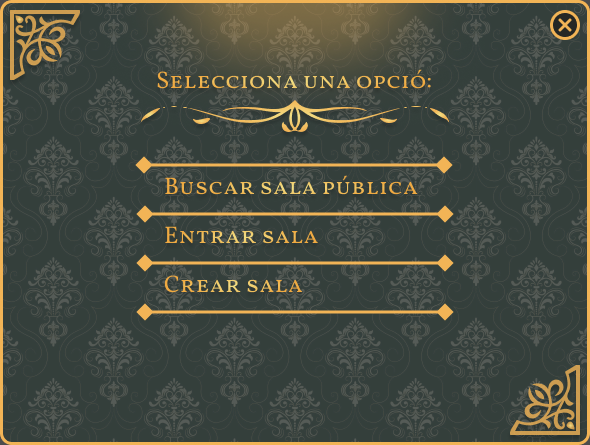 Selecciona una opció:
Buscar sala pública
Entrar sala
Crear sala